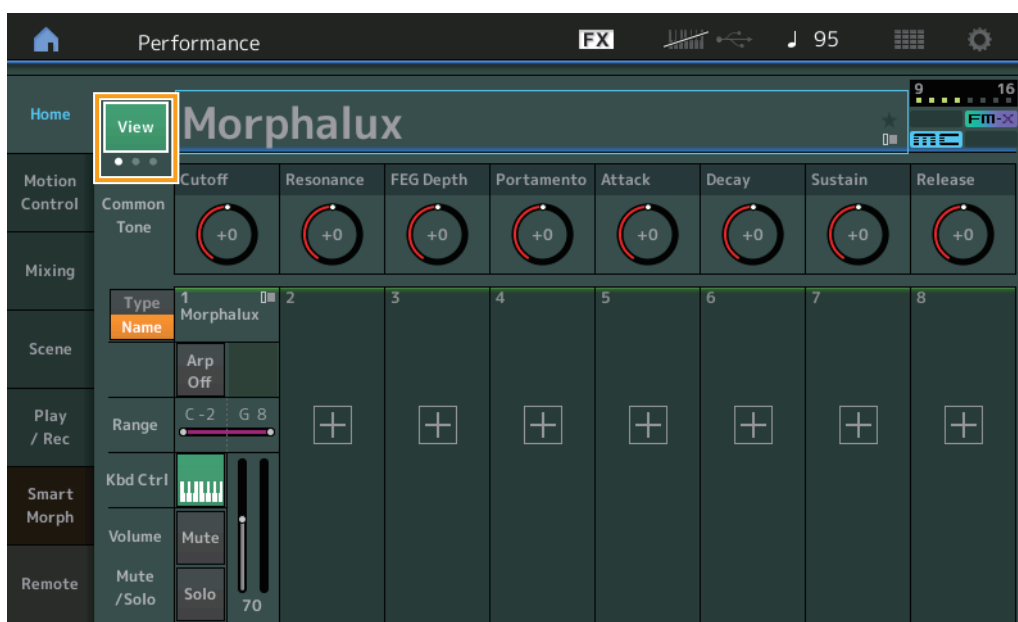 Performance
FX
95
Home
View
Morphalux
9 16
FM-X
MC
Motion
Control
Common
Tone
Cutoff
Resonance
FEG Depth
Portamento
Attack
Decay
Sustain
Release
+0
+0
+0
+0
+0
+0
+0
+0
Mixing
Type
Name
1
Morphalux
2
3
4
5
6
7
8
Scene
Arp
Off
Play
/ Rec
Range
C -2
G 8
Kbd Ctrl
Smart
Morph
Volume
Mute
Remote
Mute
/Solo
Solo
70